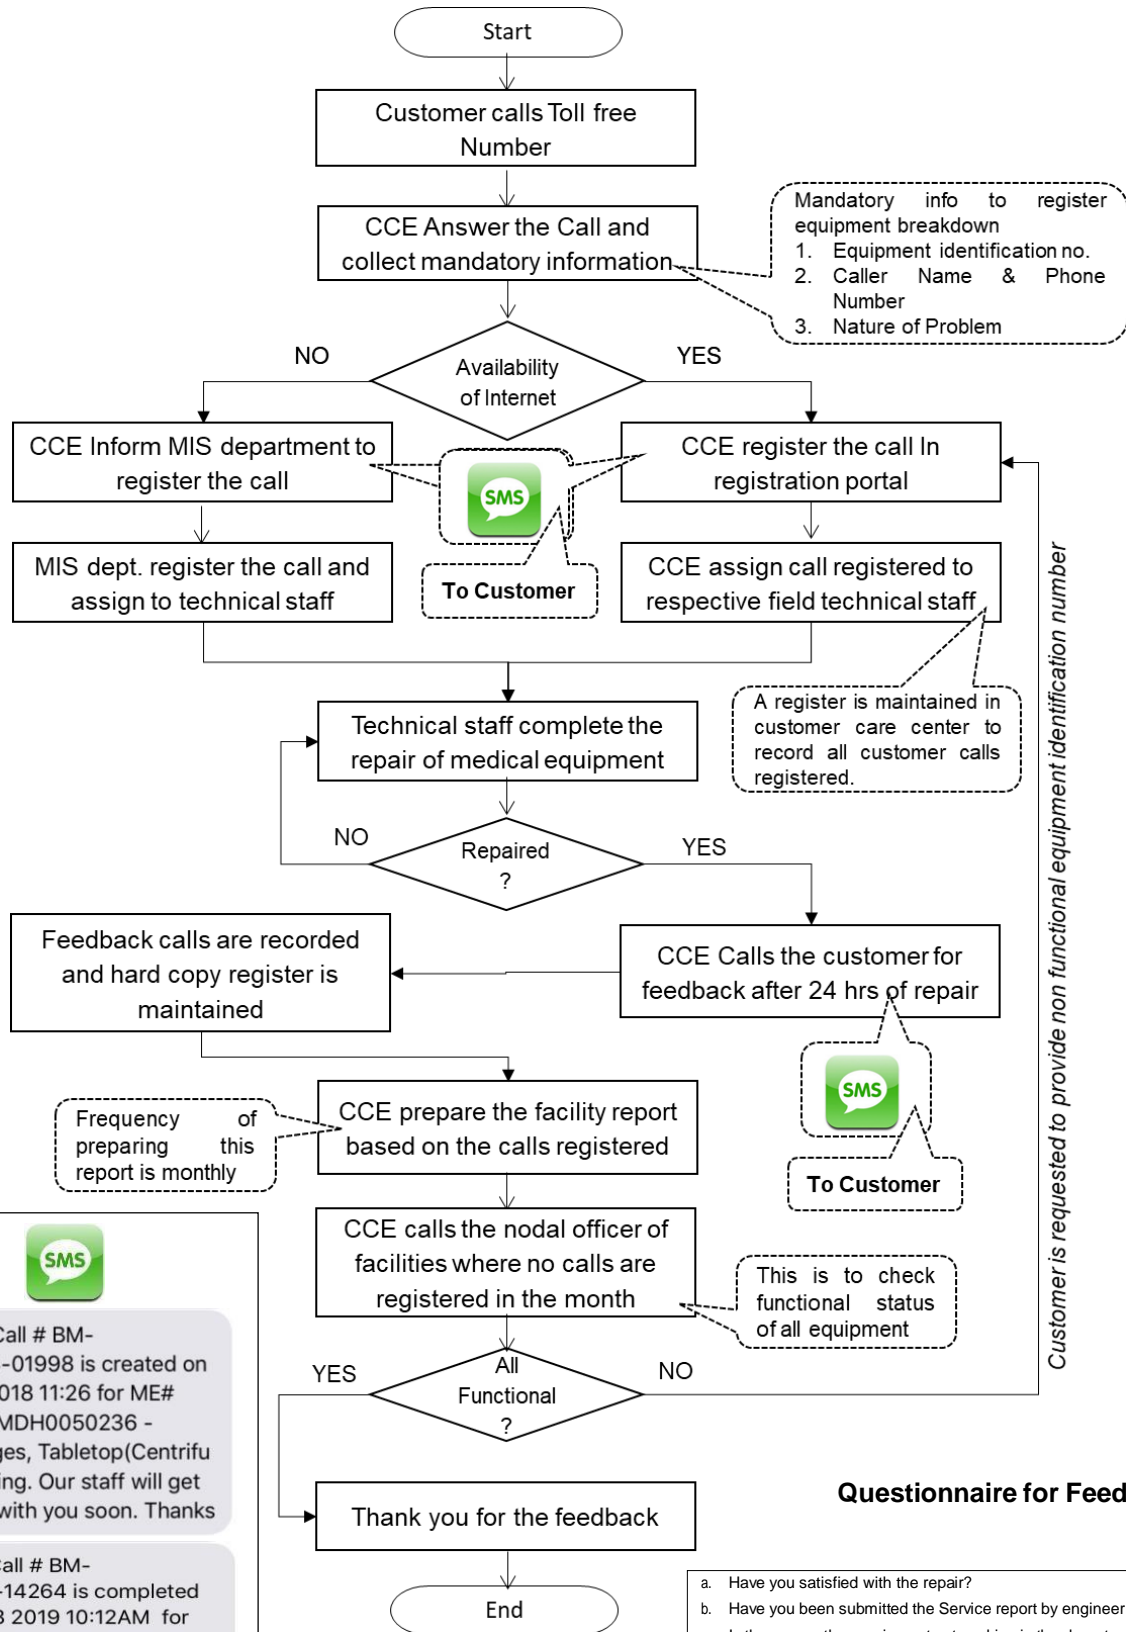 Start
Customer calls Toll free
Number
CCE Answer the Call and
collect mandatory information
Mandatory info to register
equipment breakdown
1. Equipment identification no.
2. Caller Name & Phone
Number
3. Nature of Problem
NO
Availability
of Internet
YES
CCE Inform MIS department to
register the call
SMS
CCE register the call In
registration portal
To Customer
MIS dept. register the call and
assign to technical staff
CCE assign call registered to
respective field technical staff
A register is maintained in
customer care center to
record all customer calls
registered.
Technical staff complete the
repair of medical equipment
NO
Repaired
?
YES
Feedback calls are recorded
and hard copy register is
maintained
CCE Calls the customer for
feedback after 24 hrs of repair
SMS
To Customer
Customer is requested to provide non functional equipment identification number
Frequency of
preparing this
report is monthly
CCE prepare the facility report
based on the calls registered
CCE calls the nodal officer of
facilities where no calls are
registered in the month
This is to check
functional status
of all equipment
YES
All
Functional
?
NO
Thank you for the feedback
End
SMS
Call # BM-
-01998 is created on
018 11:26 for ME#
MDH0050236 -
ges, Tabletop(Centrifu
ing. Our staff will get
with you soon. Thanks
Call # BM-
-14264 is completed
3 2019 10:12AM for
Questionnaire for Feed
a. Have you satisfied with the repair?
b. Have you been submitted the Service report by engineer